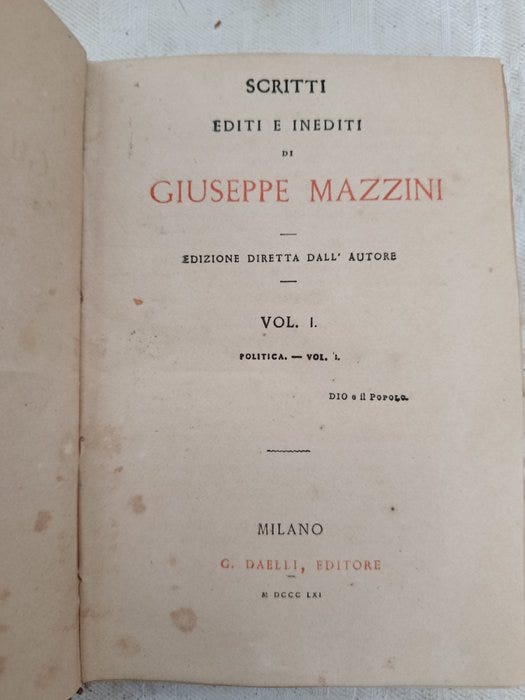 SCRITTI
EDITI E INEDITI
DI
GIUSEPPE MAZZINI
EDIZIONE DIRETTA DALL' AUTORE
VOL. I.
POLITICA. — VOL. I.
DIO e il POPOLO.
MILANO
G. DAELLI, EDITORE
M DCCC LXI